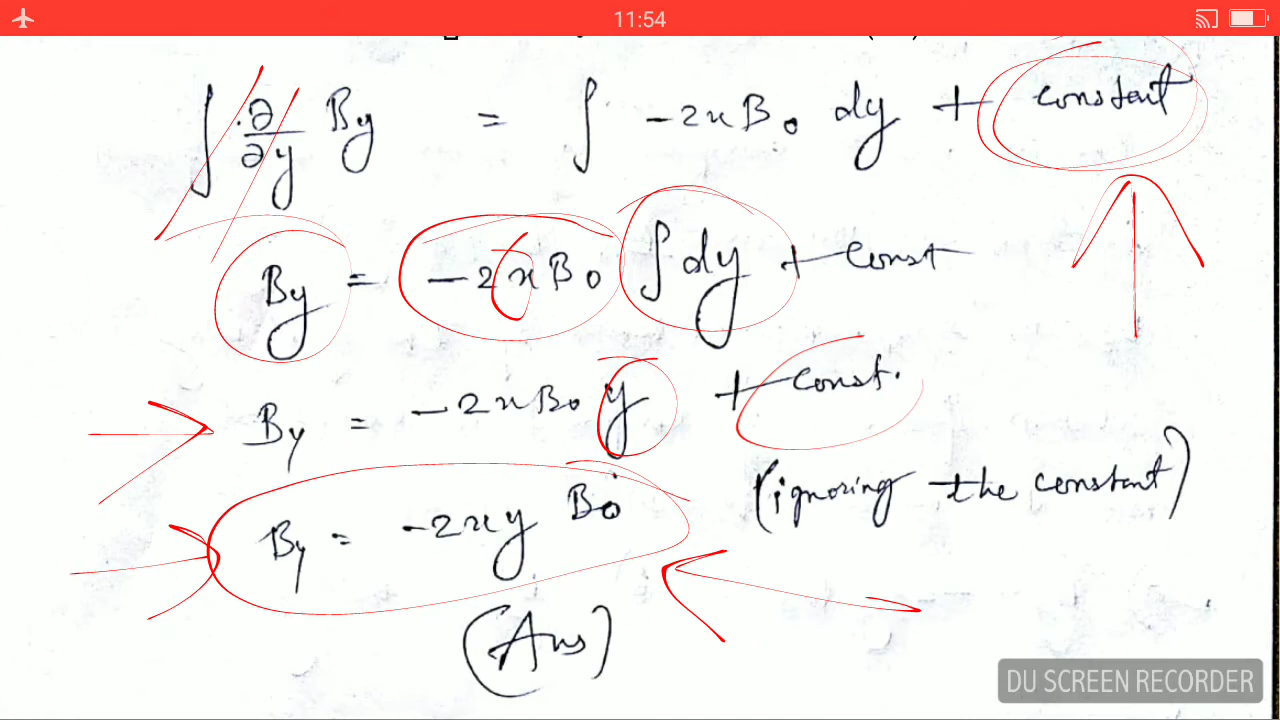 11:54
∫ ∂/∂y By = ∫ -2xB₀ dy + constant
By = -2xB₀ ∫dy + const
By = -2xB₀ y + const.
By = -2xy B₀ (ignoring the constant)
(Ans)
DU SCREEN RECORDER